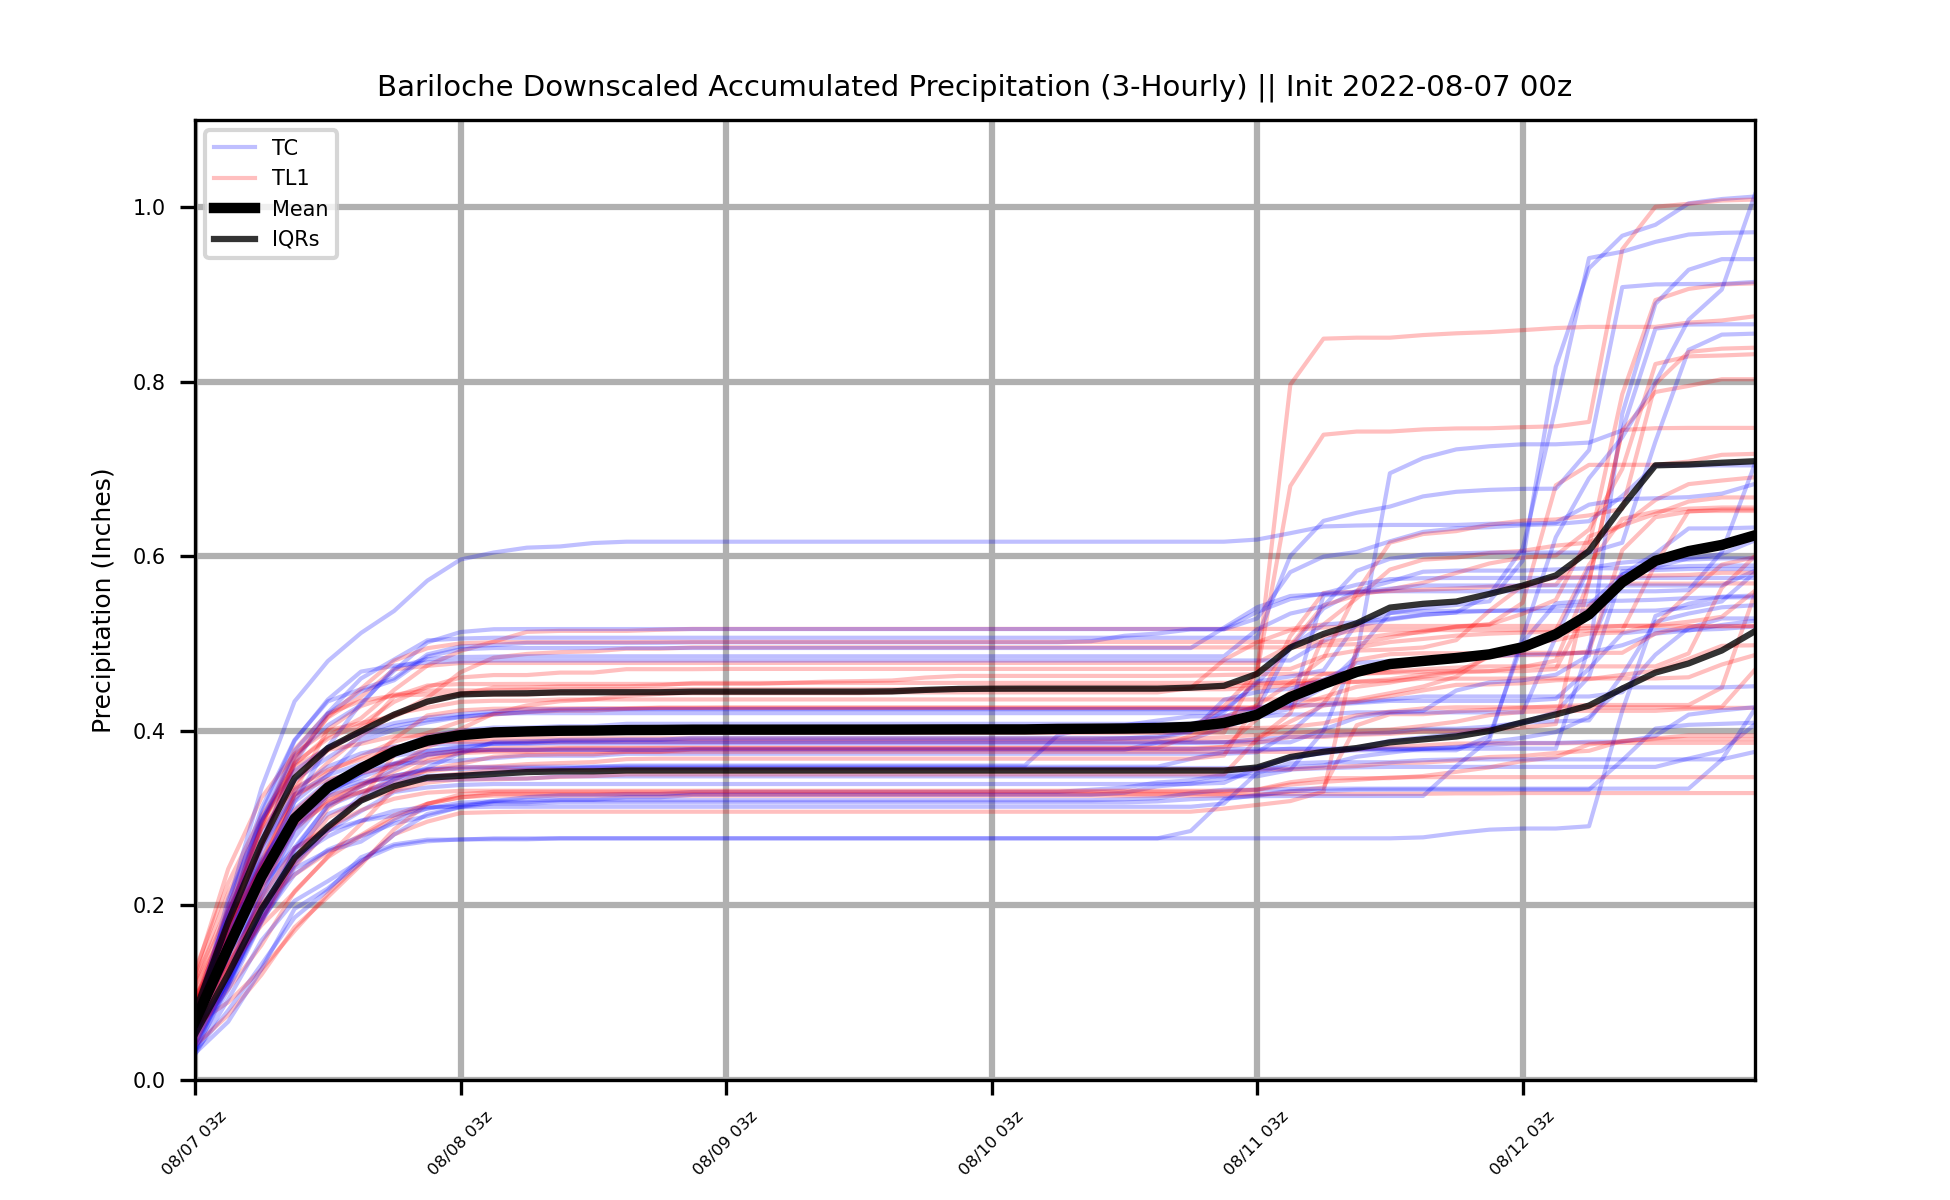 Bariloche Downscaled Accumulated Precipitation (3-Hourly) || Init 2022-08-07 00z
TC
TL1
Mean
IQRs
Precipitation (Inches)
1.0
0.8
0.6
0.4
0.2
0.0
08/07 03z
08/08 03z
08/09 03z
08/10 03z
08/11 03z
08/12 03z